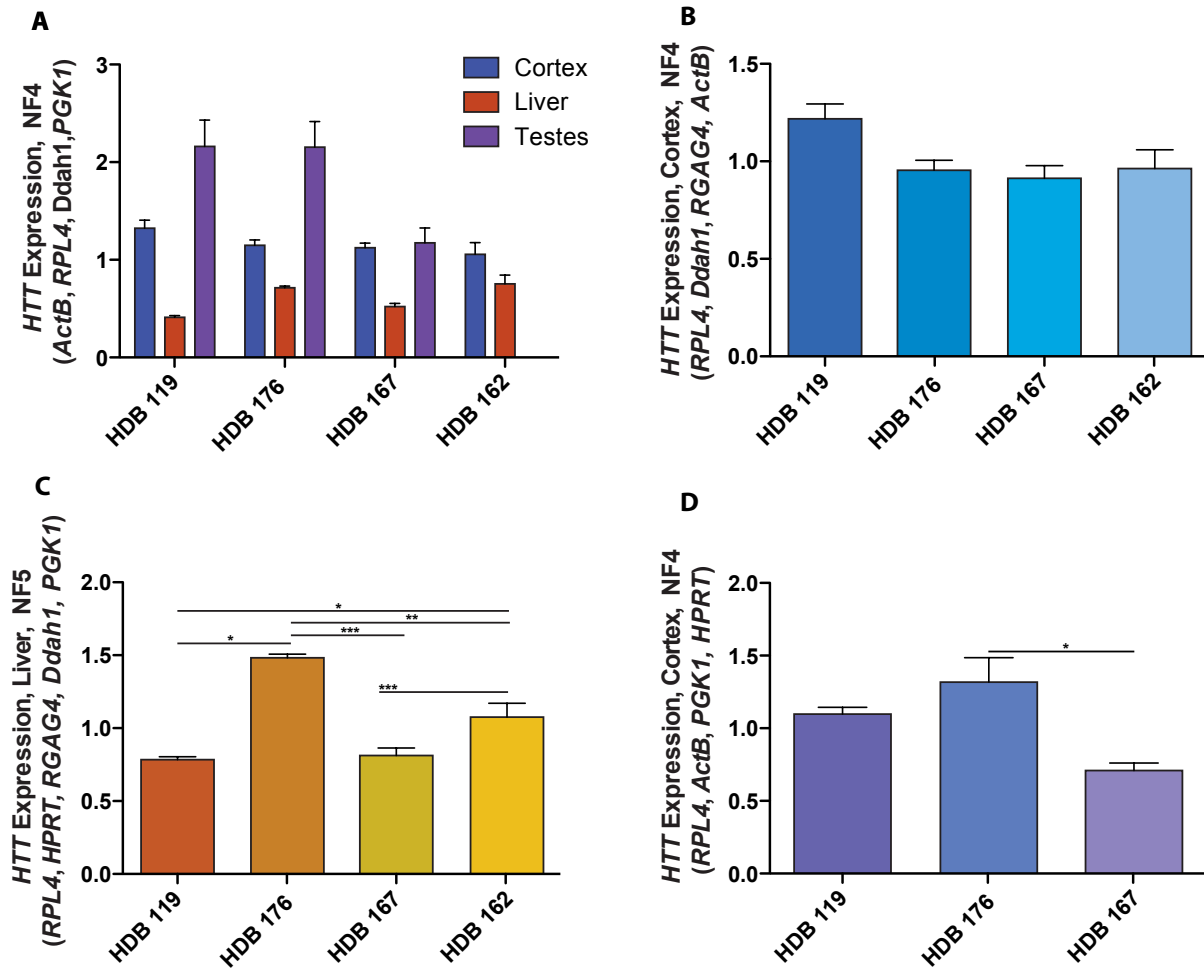 A
HTT Expression, NF4
(ActB, RPL4, Ddah1,PGK1)
3
2
1
0
Cortex
Liver
Testes
HDB 119
HDB 176
HDB 167
HDB 162
B
HTT Expression, Cortex, NF4
(RPL4, Ddah1, RGAG4, ActB)
1.5
1.0
0.5
0.0
HDB 119
HDB 176
HDB 167
HDB 162
C
HTT Expression, Liver, NF5
(RPL4, HPRT, RGAG4, Ddah1, PGK1)
2.0
1.5
1.0
0.5
0.0
*
**
*
***
***
HDB 119
HDB 176
HDB 167
HDB 162
D
HTT Expression, Cortex, NF4
(RPL4, ActB, PGK1, HPRT)
2.0
1.5
1.0
0.5
0.0
*
HDB 119
HDB 176
HDB 167